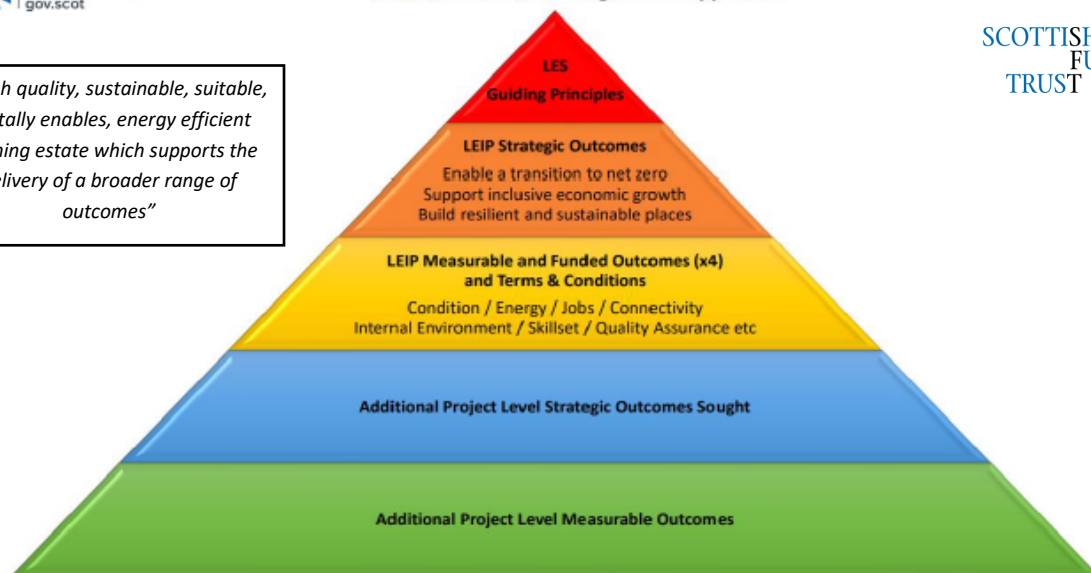 gov.scot
SCOTTISH
FU
TRUST
quality, sustainable, suitable,
enables, energy efficient
estate which supports the
of a broader range of
outcomes”
LES
Guiding Principles
LEIP Strategic Outcomes
Enable a transition to net zero
Support inclusive economic growth
Build resilient and sustainable places
LEIP Measurable and Funded Outcomes (x4)
and Terms & Conditions
Condition / Energy / Jobs / Connectivity
Internal Environment / Skillset / Quality Assurance etc
Additional Project Level Strategic Outcomes Sought
Additional Project Level Measurable Outcomes